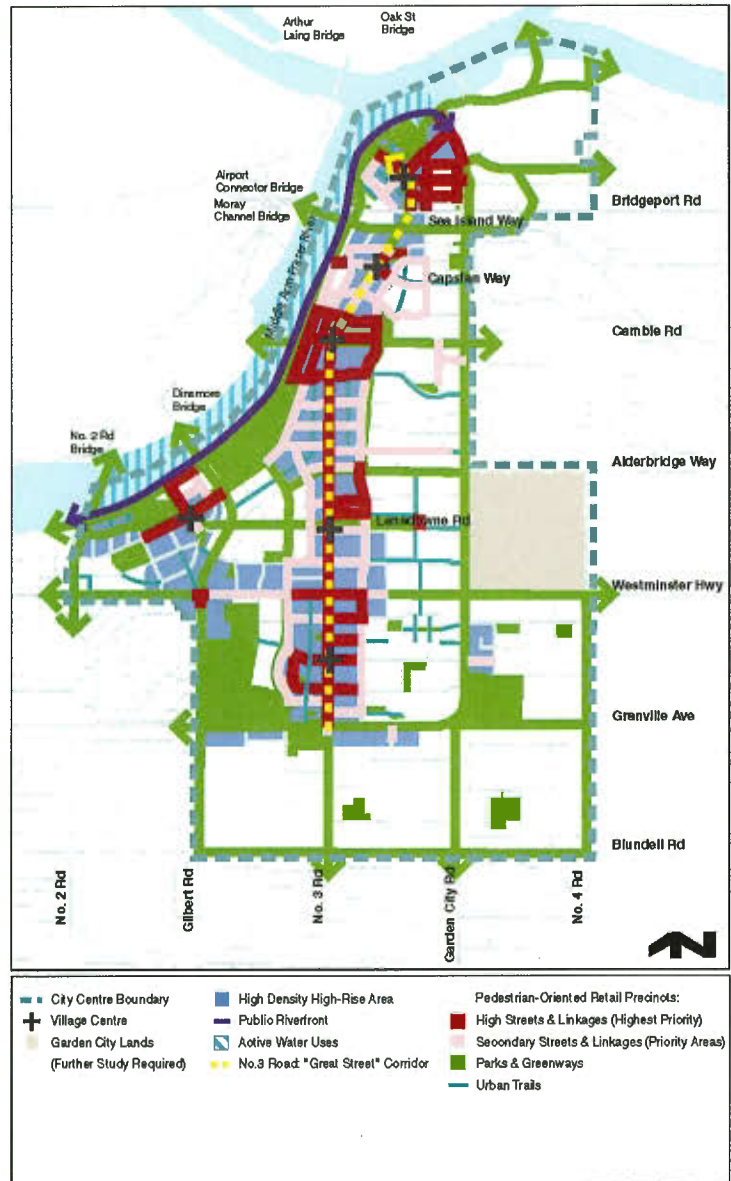 Arthur
Laing Bridge
Oak St
Bridge
Airport
Connector Bridge
Moray
Channel Bridge
Bridgeport Rd
Sea Island Way
Middle Arm Fraser River
Capstan Way
Cambie Rd
Dinsmore
Bridge
No. 2 Rd
Bridge
Alderbridge Way
Lansdowne Rd
Westminster Hwy
Granville Ave
Blundell Rd
No. 2 Rd
Gilbert Rd
No. 3 Rd
Garden City Rd
No. 4 Rd
N
City Centre Boundary
Village Centre
Garden City Lands
(Further Study Required)
High Density High-Rise Area
Public Riverfront
Active Water Uses
No.3 Road: "Great Street" Corridor
Pedestrian-Oriented Retail Precincts:
High Streets & Linkages (Highest Priority)
Secondary Streets & Linkages (Priority Areas)
Parks & Greenways
Urban Trails